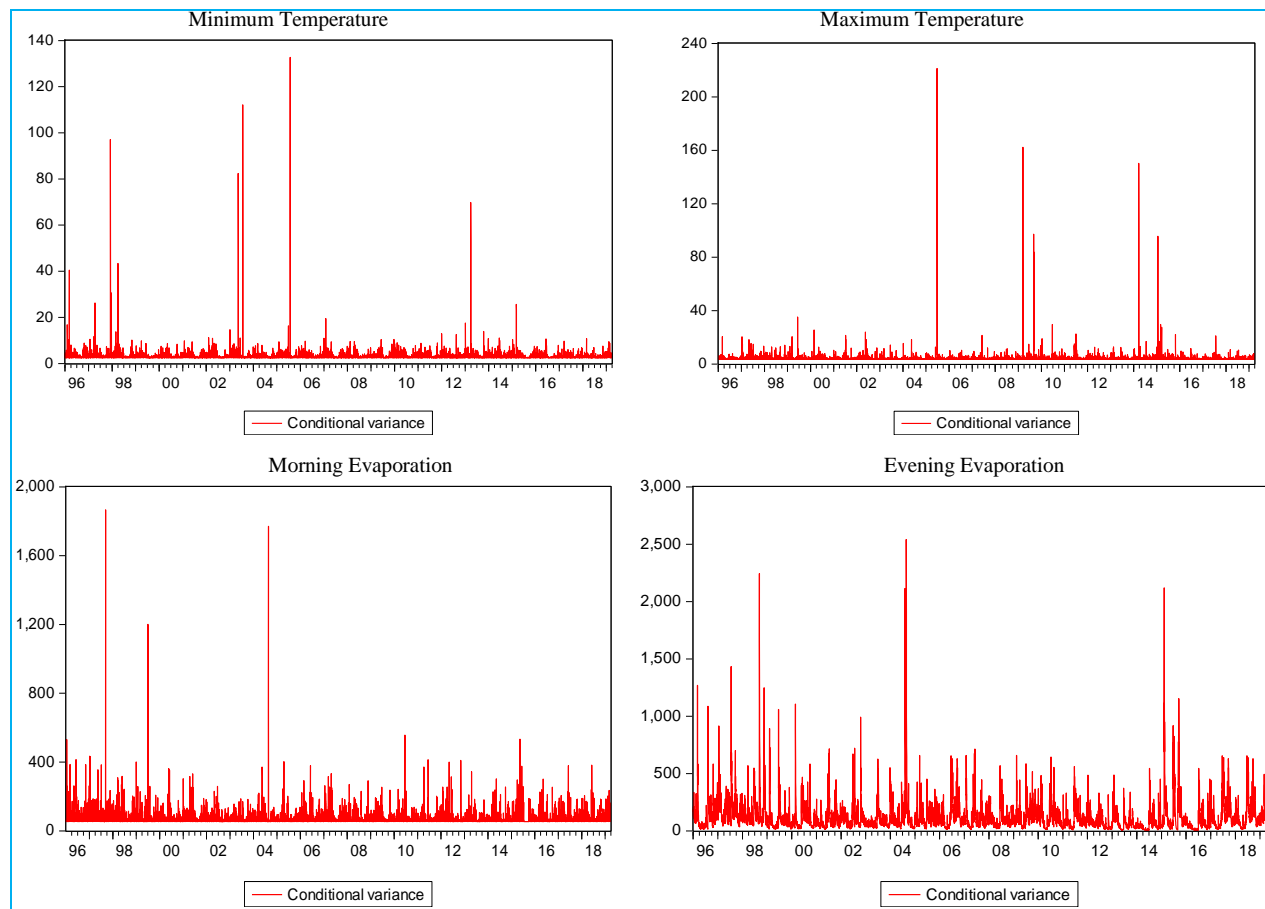 Minimum Temperature
140
120
100
80
60
40
20
0
96 98 00 02 04 06 08 10 12 14 16 18
Conditional variance
Maximum Temperature
240
200
160
120
80
40
0
96 98 00 02 04 06 08 10 12 14 16 18
Conditional variance
Morning Evaporation
2,000
1,600
1,200
800
400
0
96 98 00 02 04 06 08 10 12 14 16 18
Conditional variance
Evening Evaporation
3,000
2,500
2,000
1,500
1,000
500
0
96 98 00 02 04 06 08 10 12 14 16 18
Conditional variance